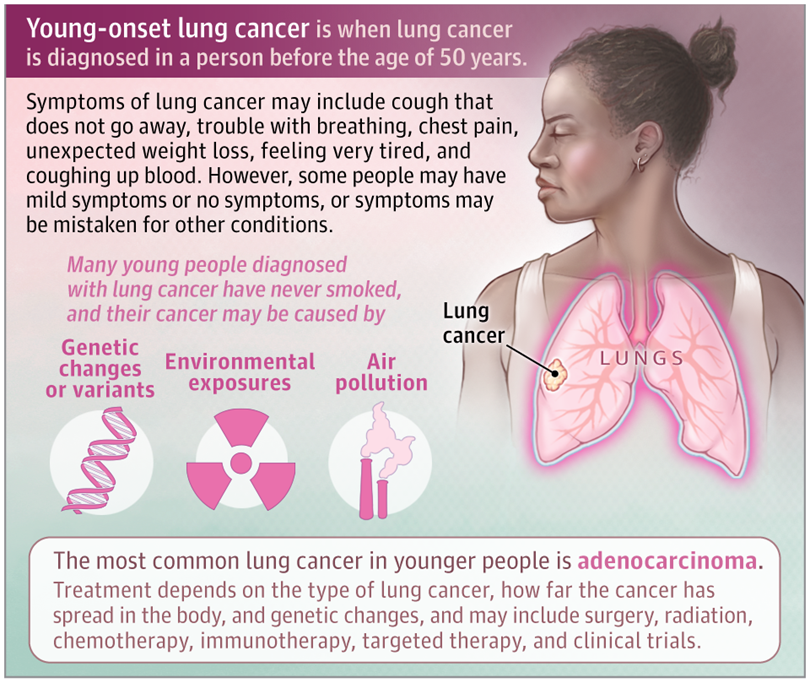 Young-onset lung cancer is when lung cancer
is diagnosed in a person before the age of 50 years.
Symptoms of lung cancer may include cough that
does not go away, trouble with breathing, chest pain,
unexpected weight loss, feeling very tired, and
coughing up blood. However, some people may have
mild symptoms or no symptoms, or symptoms may
be mistaken for other conditions.
Many young people diagnosed
with lung cancer have never smoked,
and their cancer may be caused by
Genetic
changes
or variants
Environmental
exposures
Air
pollution
Lung
cancer
LUNGS
The most common lung cancer in younger people is adenocarcinoma.
Treatment depends on the type of lung cancer, how far the cancer has
spread in the body, and genetic changes, and may include surgery, radiation,
chemotherapy, immunotherapy, targeted therapy, and clinical trials.